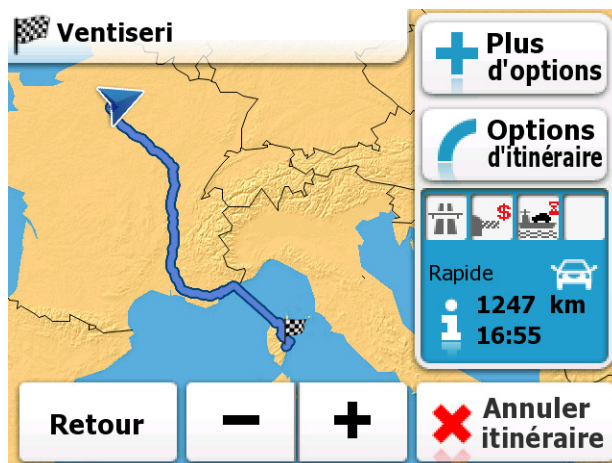 Ventiseri
Plus
d'options
Options
d'itinéraire
$
Rapide
1247 km
16:55
Retour
Annuler
itinéraire